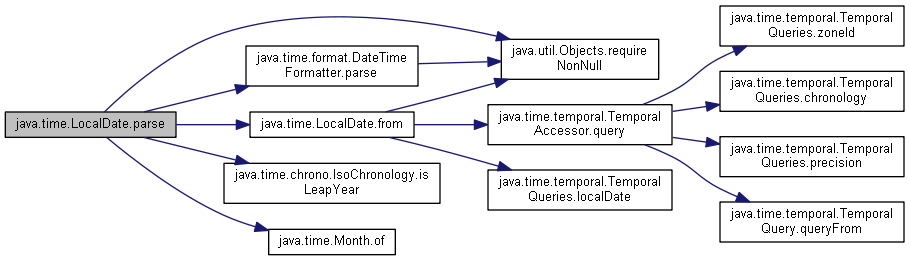 java.time.LocalDate.parse
java.util.Objects.require
NonNull
java.time.format.DateTime
Formatter.parse
java.time.LocalDate.from
java.time.chrono.IsoChronology.is
LeapYear
java.time.Month.of
java.time.temporal.Temporal
Accessor.query
java.time.temporal.Temporal
Queries.localDate
java.time.temporal.Temporal
Queries.zoneId
java.time.temporal.Temporal
Queries.chronology
java.time.temporal.Temporal
Queries.precision
java.time.temporal.Temporal
Query.queryFrom